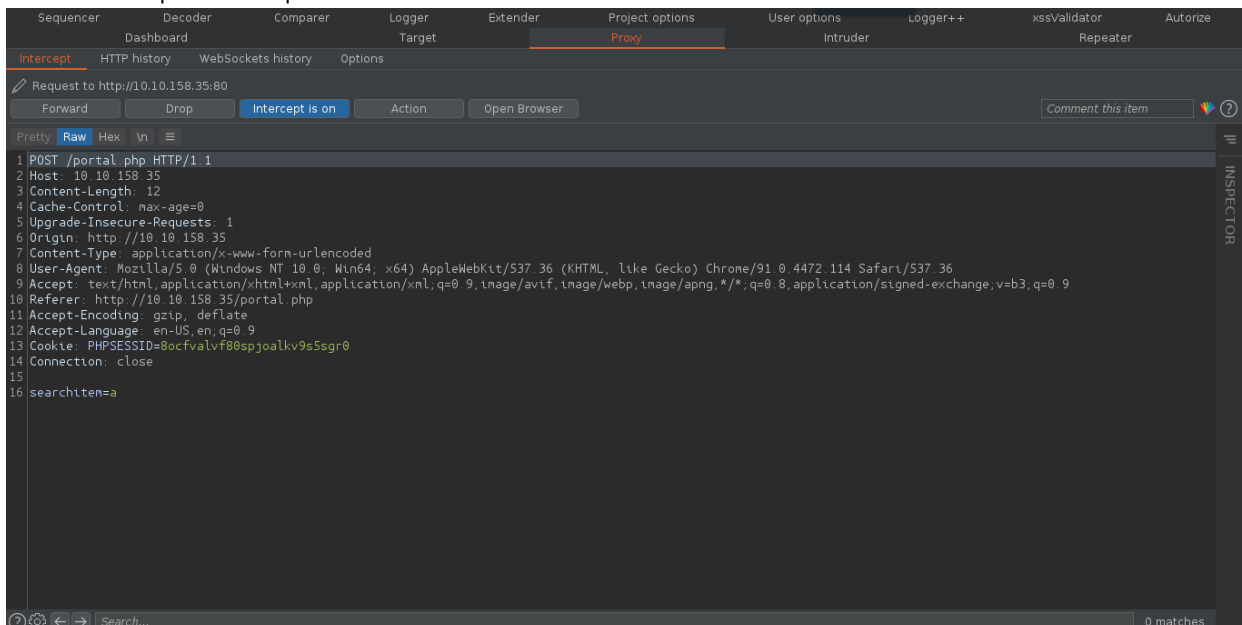 Sequencer Decoder Comparer Logger Extender Project options User options Logger++ xssValidator Autorize
Dashboard Target Proxy Intruder Repeater
Intercept HTTP history WebSockets history Options
Request to http://10.10.158.35:80
Forward Drop Intercept is on Action Open Browser Comment this item
Pretty Raw Hex \n
INSPECTOR
1 POST /portal.php HTTP/1.1
2 Host: 10.10.158.35
3 Content-Length: 12
4 Cache-Control: max-age=0
5 Upgrade-Insecure-Requests: 1
6 Origin: http://10.10.158.35
7 Content-Type: application/x-www-form-urlencoded
8 User-Agent: Mozilla/5.0 (Windows NT 10.0; Win64; x64) AppleWebKit/537.36 (KHTML, like Gecko) Chrome/91.0.4472.114 Safari/537.36
9 Accept: text/html,application/xhtml+xml,application/xml;q=0.9,image/avif,image/webp,image/apng,*/*;q=0.8,application/signed-exchange;v=b3;q=0.9
10 Referer: http://10.10.158.35/portal.php
11 Accept-Encoding: gzip, deflate
12 Accept-Language: en-US,en;q=0.9
13 Cookie: PHPSESSID=8ocfvalvf80spjoalkv9s5sgr0
14 Connection: close
15
16 searchitem=a
Search... 0 matches